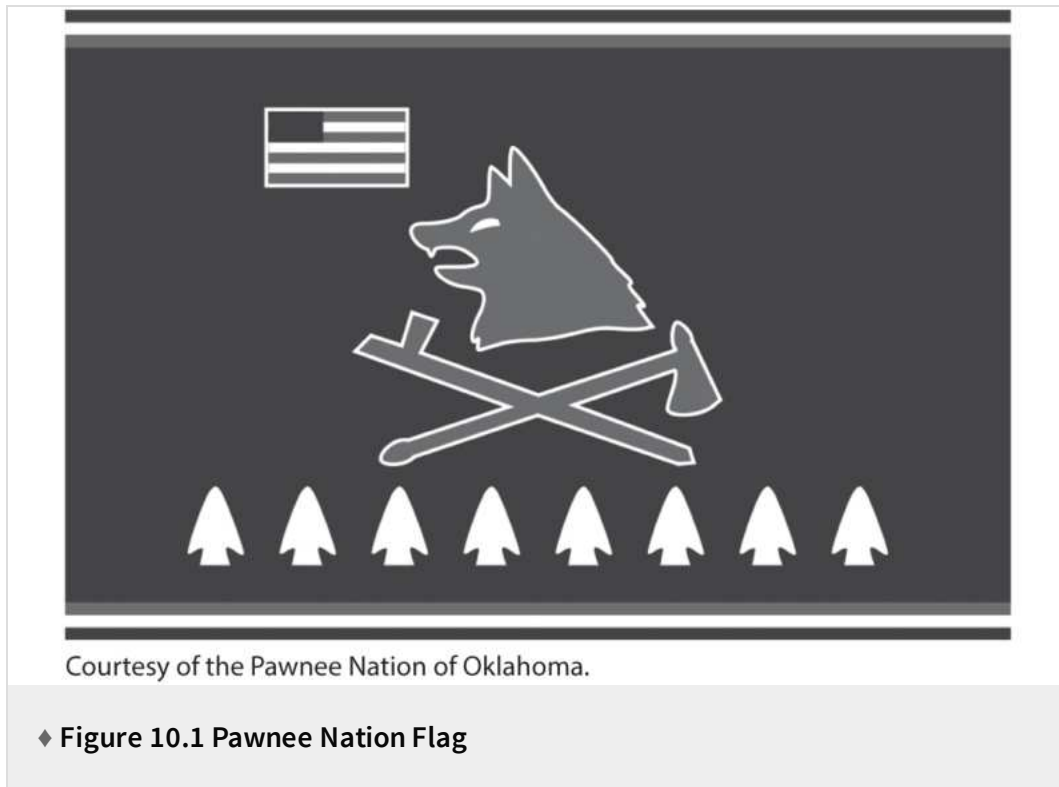 Courtesy of the Pawnee Nation of Oklahoma.
♦ Figure 10.1 Pawnee Nation Flag